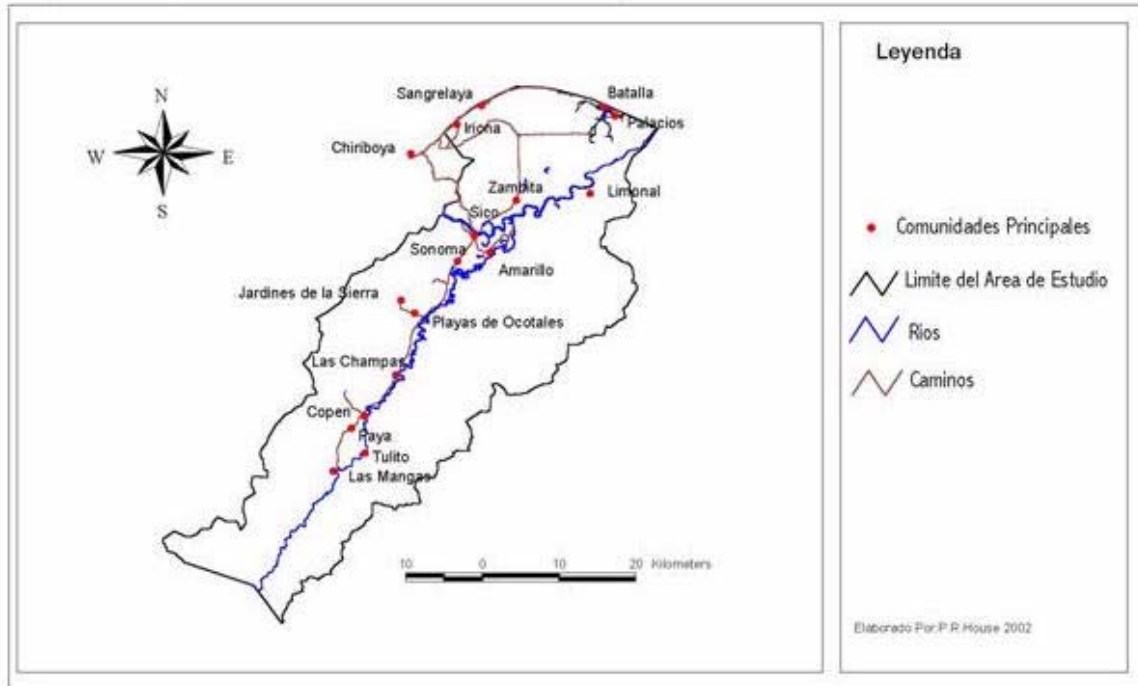 N
W E
S
Sangrelaya
Iriona
Chiriboya
Batalla
Palacios
Zambita
Limonal
Sico
Sonoma
Amarillo
Jardines de la Sierra
Playas de Ocotales
Las Champas
Copen
Paya
Tulito
Las Mangas
10 0 10 20 Kilometers
Leyenda
Comunidades Principales
Limite del Area de Estudio
Rios
Caminos
Elaborado Por:P.R.House 2002